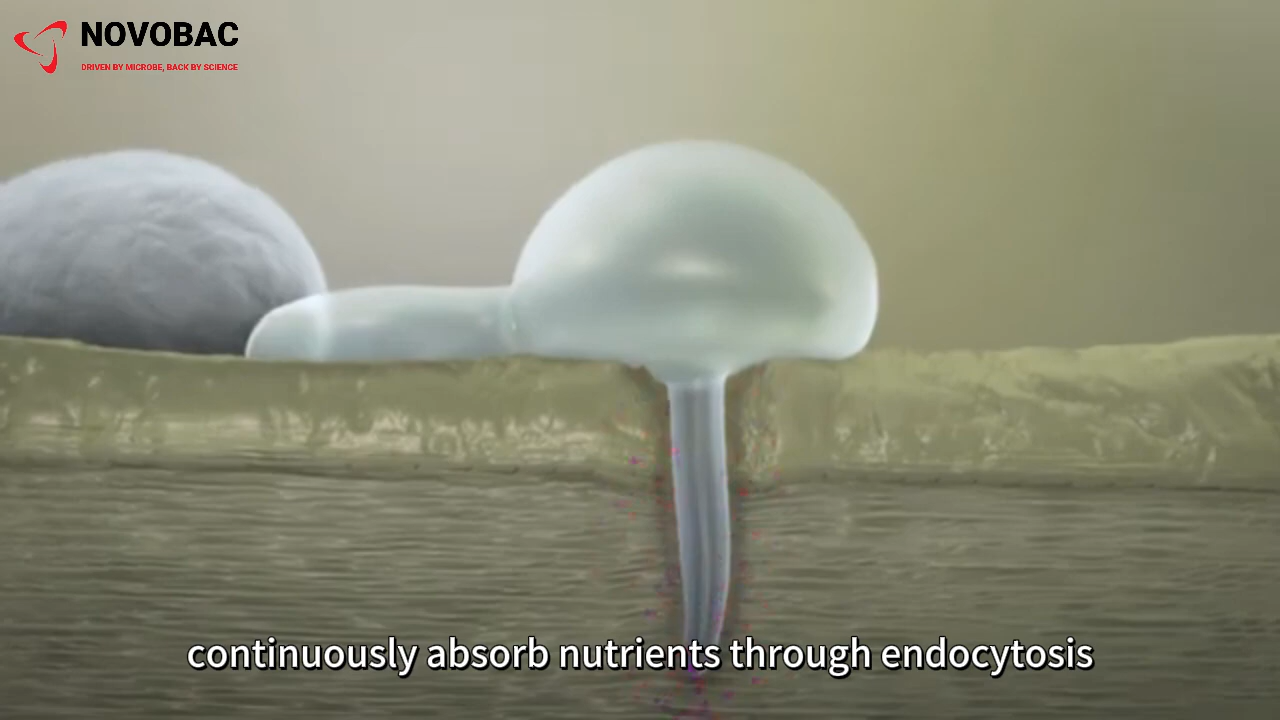 NOVOBAC
DRIVEN BY MICROBE, BACK BY SCIENCE
continuously absorb nutrients through endocytosis